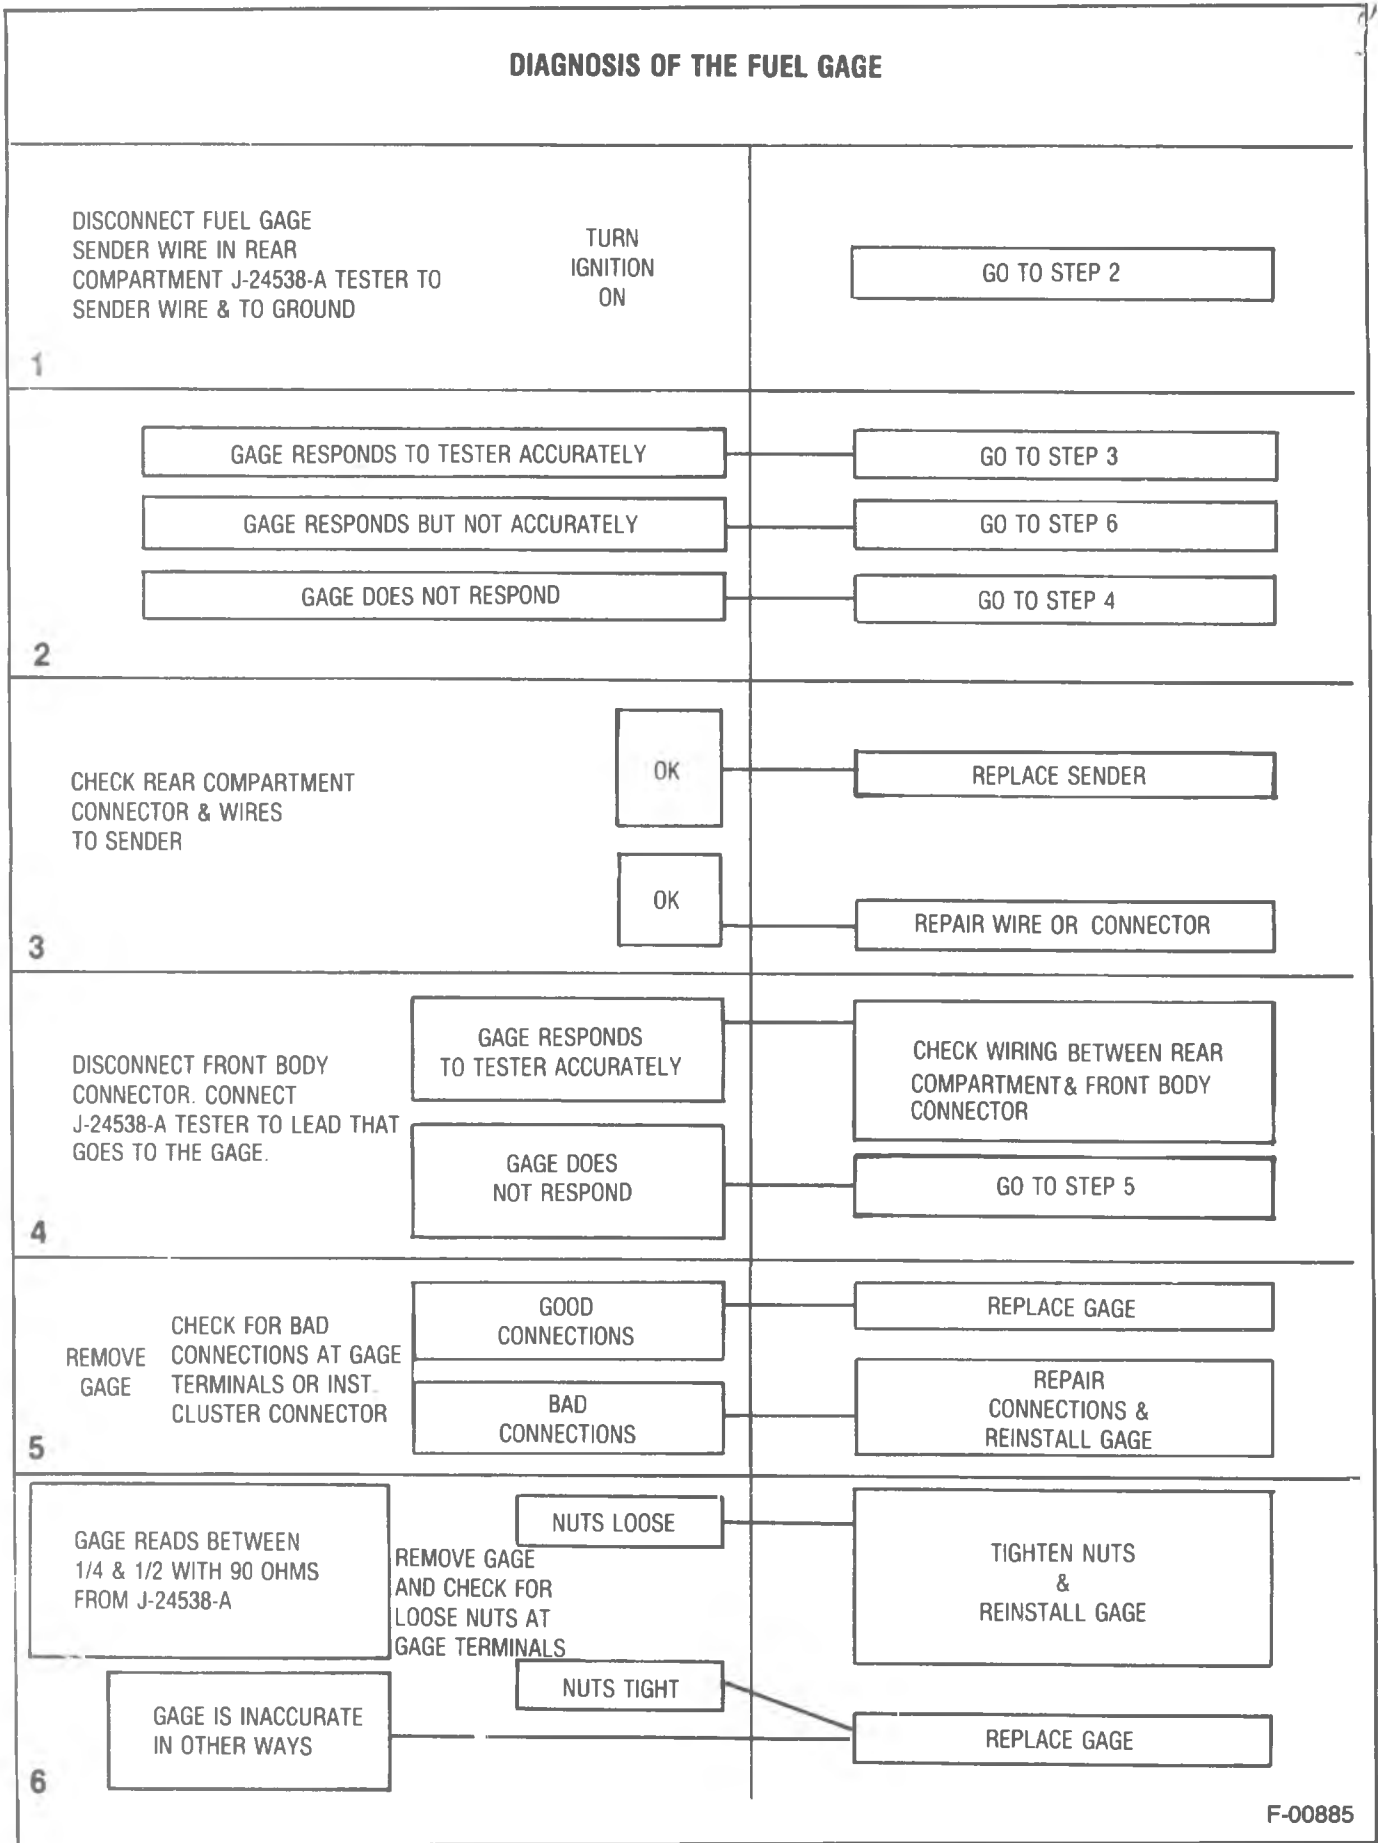 DIAGNOSIS OF THE FUEL GAGE
DISCONNECT FUEL GAGE
SENDER WIRE IN REAR
COMPARTMENT J-24538-A TESTER TO
SENDER WIRE & TO GROUND
TURN
IGNITION
ON
GO TO STEP 2
1
GAGE RESPONDS TO TESTER ACCURATELY
GO TO STEP 3
GAGE RESPONDS BUT NOT ACCURATELY
GO TO STEP 6
GAGE DOES NOT RESPOND
GO TO STEP 4
2
CHECK REAR COMPARTMENT
CONNECTOR & WIRES
TO SENDER
OK
REPLACE SENDER
OK
REPAIR WIRE OR CONNECTOR
3
DISCONNECT FRONT BODY
CONNECTOR. CONNECT
J-24538-A TESTER TO LEAD THAT
GOES TO THE GAGE.
GAGE RESPONDS
TO TESTER ACCURATELY
CHECK WIRING BETWEEN REAR
COMPARTMENT & FRONT BODY
CONNECTOR
GAGE DOES
NOT RESPOND
GO TO STEP 5
4
REMOVE
GAGE
CHECK FOR BAD
CONNECTIONS AT GAGE
TERMINALS OR INST.
CLUSTER CONNECTOR
GOOD
CONNECTIONS
REPLACE GAGE
BAD
CONNECTIONS
REPAIR
CONNECTIONS &
REINSTALL GAGE
5
GAGE READS BETWEEN
1/4 & 1/2 WITH 90 OHMS
FROM J-24538-A
REMOVE GAGE
AND CHECK FOR
LOOSE NUTS AT
GAGE TERMINALS
NUTS LOOSE
TIGHTEN NUTS
&
REINSTALL GAGE
NUTS TIGHT
GAGE IS INACCURATE
IN OTHER WAYS
REPLACE GAGE
6
F-00885